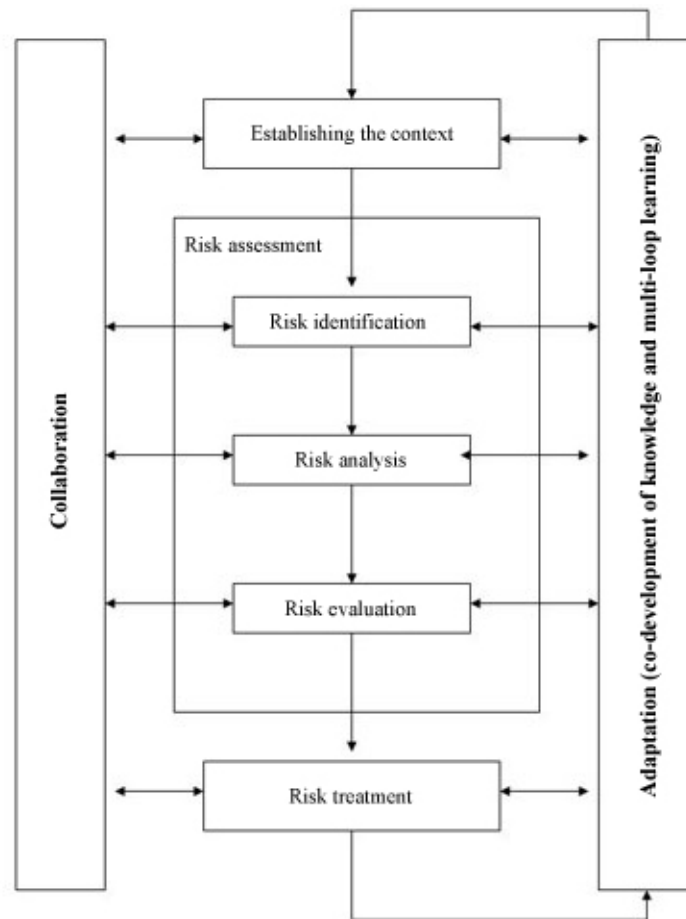 Establishing the context
Risk assessment
Risk identification
Risk analysis
Risk evaluation
Risk treatment
Collaboration
Adaptation (co-development of knowledge and multi-loop learning)